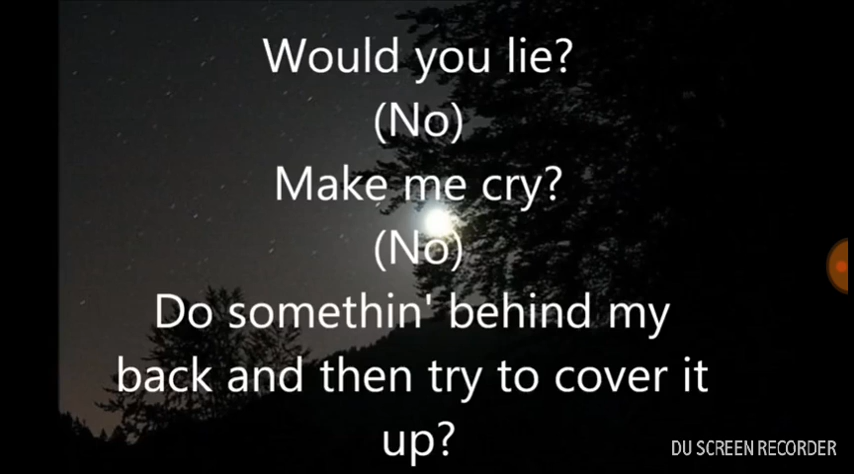 Would you lie?
(No)
Make me cry?
(No)
Do somethin' behind my
back and then try to cover it
up?
DU SCREEN RECORDER